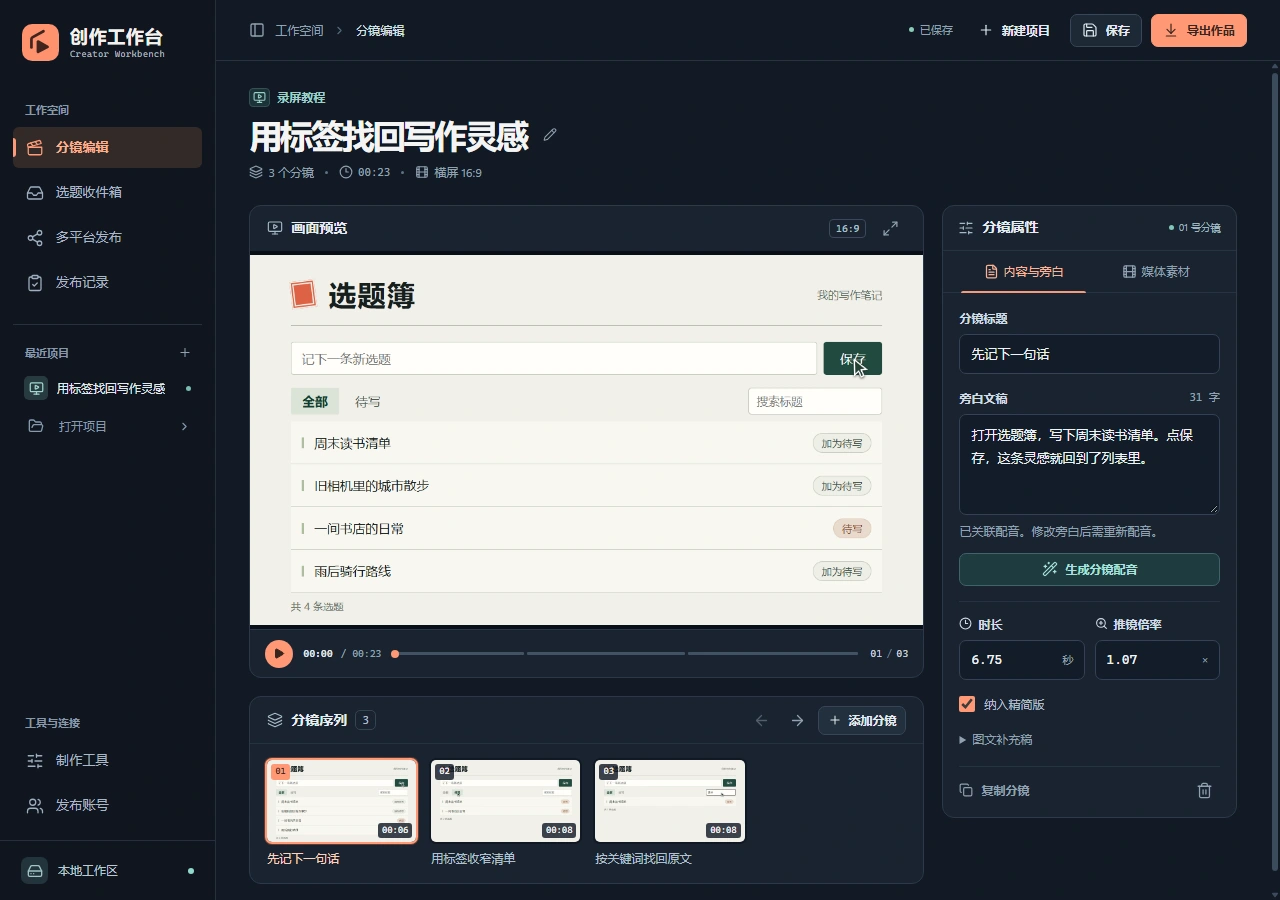 创作工作台
Creator Workbench
工作空间
分镜编辑
选题收件箱
多平台发布
发布记录
最近项目
用标签找回写作灵感
打开项目
工具与连接
制作工具
发布账号
本地工作区
工作空间 > 分镜编辑
已保存
新建项目
保存
导出作品
录屏教程
用标签找回写作灵感
3 个分镜 · 00:23 · 横屏 16:9
画面预览
16:9
选题簿
我的写作笔记
记下一条新选题
保存
全部
待写
搜索标题
周末读书清单
加为待写
旧相机里的城市散步
加为待写
一间书店的日常
待写
雨后骑行路线
加为待写
共 4 条选题
00:00 / 00:23
01 / 03
分镜序列 3
添加分镜
01
00:06
先记下一句话
02
00:08
用标签收窄清单
03
00:08
按关键词找回原文
分镜属性
01 号分镜
内容与旁白
媒体素材
分镜标题
先记下一句话
旁白文稿
31 字
打开选题簿，写下周末读书清单。点保
存，这条灵感就回到了列表里。
已关联配音。修改旁白后需重新配音。
生成分镜配音
时长
推镜倍率
6.75 秒
1.07 ×
纳入精简版
图文补充稿
复制分镜